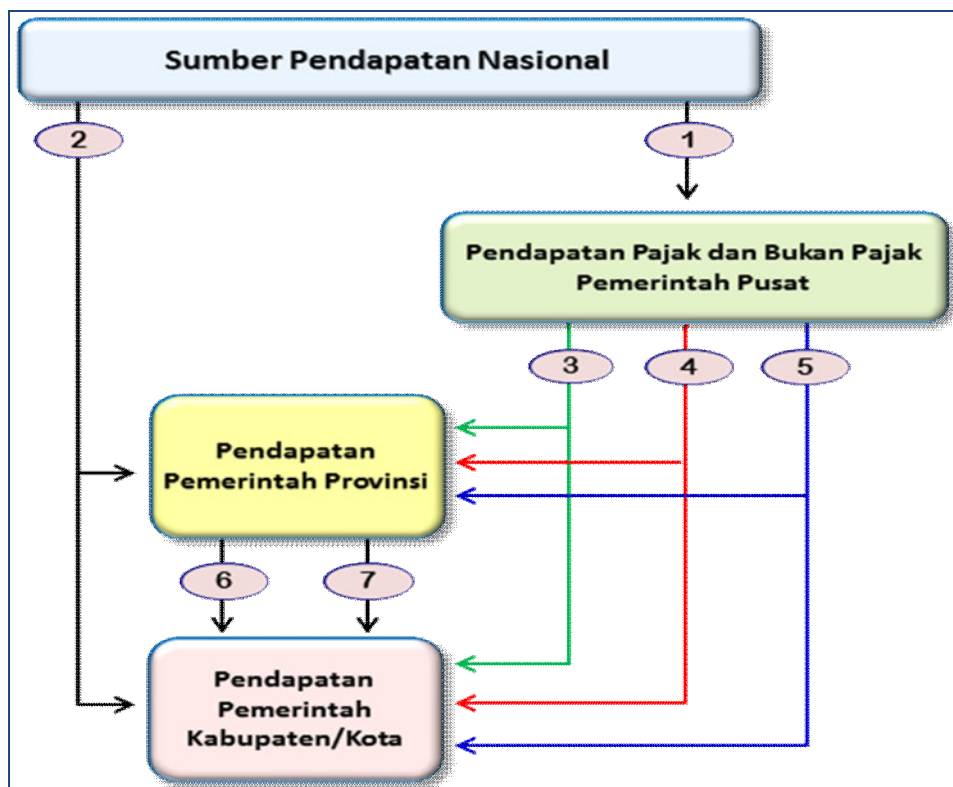 Sumber Pendapatan Nasional
2
1
Pendapatan Pajak dan Bukan Pajak
Pemerintah Pusat
3
4
5
Pendapatan
Pemerintah Provinsi
6
7
Pendapatan
Pemerintah
Kabupaten/Kota